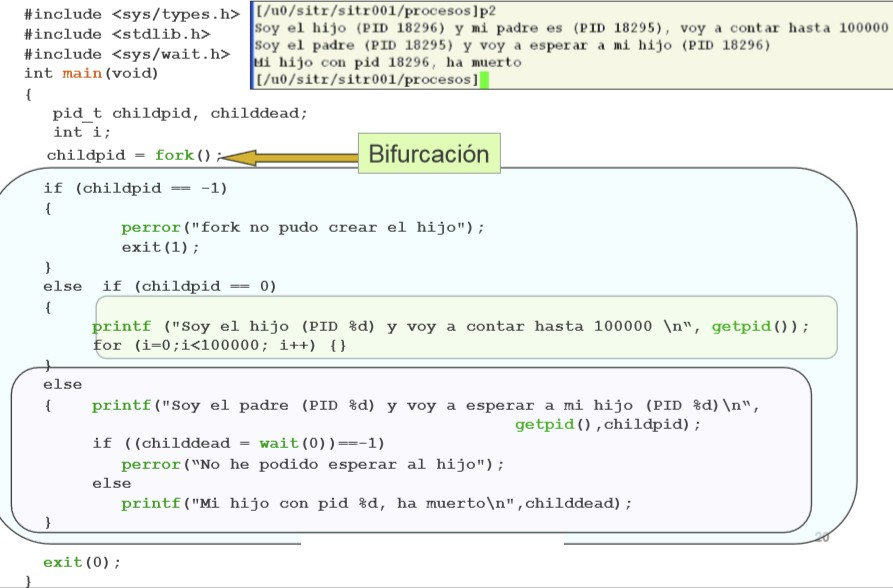 #include <sys/types.h>
#include <stdlib.h>
#include <sys/wait.h>
int main(void)
{
pid_t childpid, childdead;
int i;
childpid = fork();
[/u0/sitr/sitr001/procesos]p2
Soy el hijo (PID 18296) y mi padre es (PID 18295), voy a contar hasta 100000
Soy el padre (PID 18295) y voy a esperar a mi hijo (PID 18296)
Mi hijo con pid 18296, ha muerto
[/u0/sitr/sitr001/procesos]
Bifurcación
if (childpid == -1)
{
perror("fork no pudo crear el hijo");
exit(1);
}
else if (childpid == 0)
{
printf ("Soy el hijo (PID %d) y voy a contar hasta 100000 \n“, getpid());
for (i=0;i<100000; i++) {}
}
else
{ printf("Soy el padre (PID %d) y voy a esperar a mi hijo (PID %d)\n“,
getpid(),childpid);
if ((childdead = wait(0))==-1)
perror(“No he podido esperar al hijo");
else
printf("Mi hijo con pid %d, ha muerto\n",childdead);
}
20
exit(0);
}